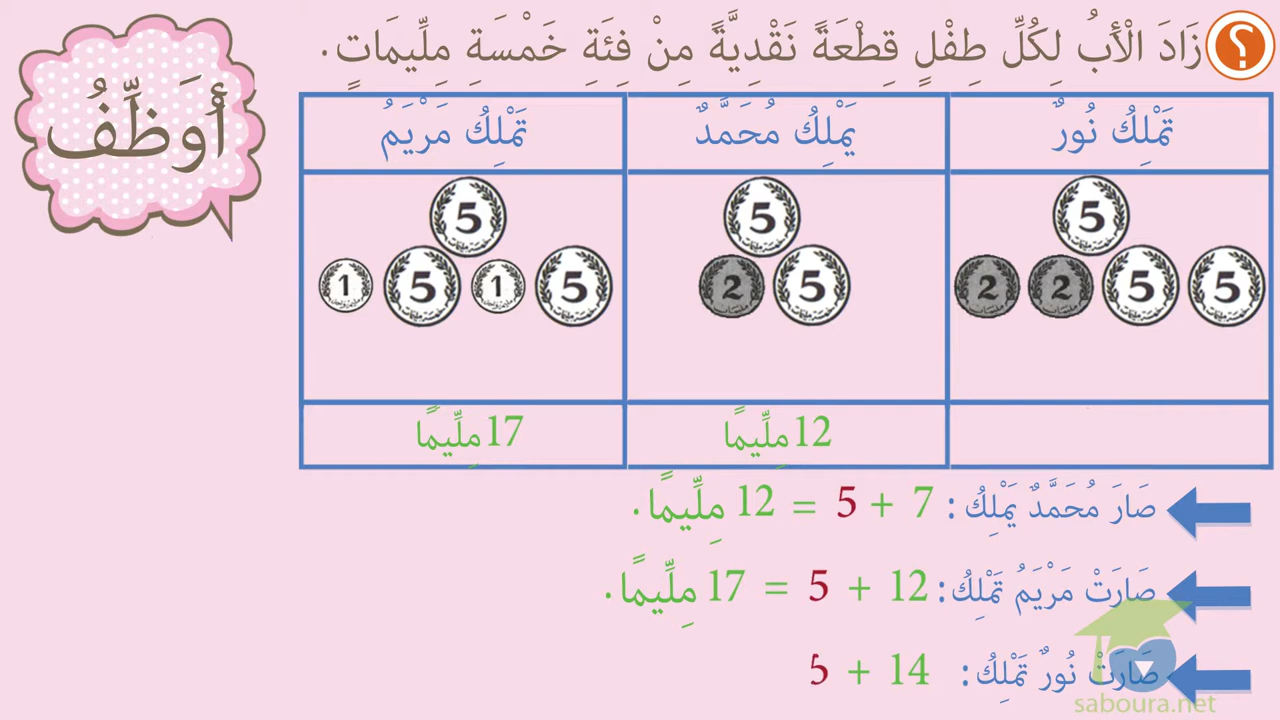 ؟ زَادَ الْأَبُ لِكُلِّ طِفْلٍ قِطْعَةً نَقْدِيَّةً مِنْ فِئَةِ خَمْسَةِ مِلِّيمَاتٍ.
أُوَظِّفُ
تَمْلِكُ نُورٌ يَمْلِكُ مُحَمَّدٌ تَمْلِكُ مَرْيَمُ
5 5 5
5 5 2 2 5 2 5 1 5 1
12 مِلِّيمًا 17 مِلِّيمًا
صَارَ مُحَمَّدٌ يَمْلِكُ: 7 + 5 = 12 مِلِّيمًا.
صَارَتْ مَرْيَمُ تَمْلِكُ: 12 + 5 = 17 مِلِّيمًا.
صَارَتْ نُورٌ تَمْلِكُ: 14 + 5
saboura.net